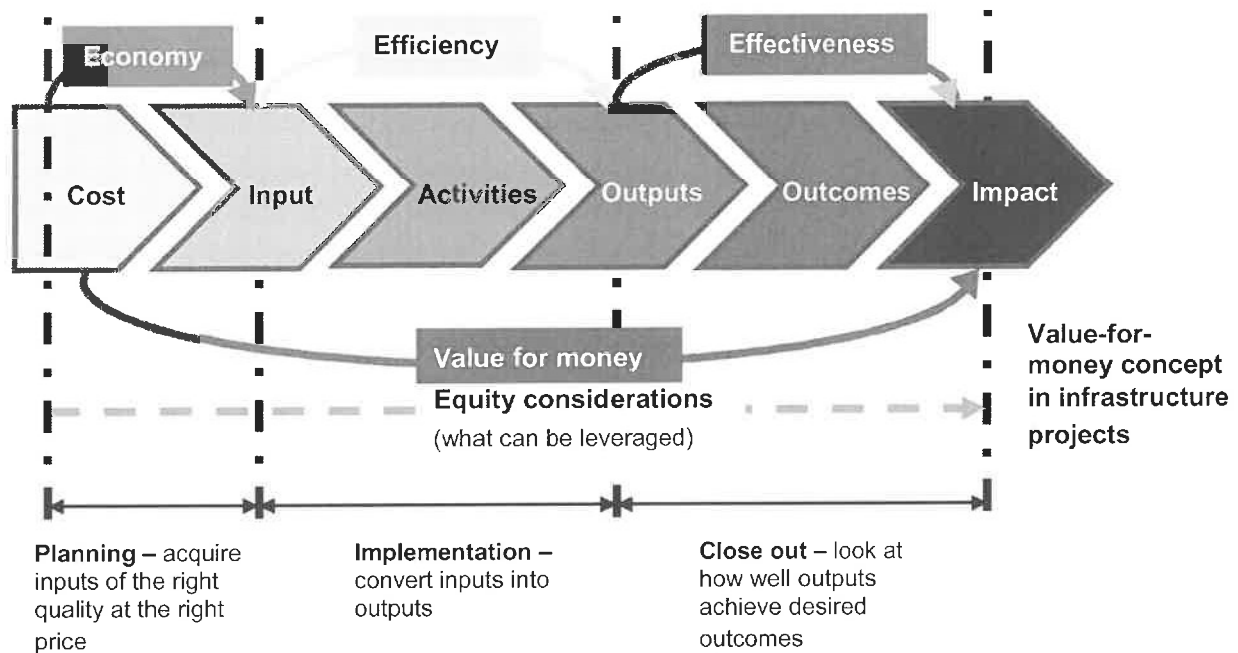 Economy
Efficiency
Effectiveness
Cost
Input
Activities
Outputs
Outcomes
Impact
Value for money
Equity considerations
(what can be leveraged)
Value-for-
money concept
in infrastructure
projects
Planning – acquire
inputs of the right
quality at the right
price
Implementation –
convert inputs into
outputs
Close out – look at
how well outputs
achieve desired
outcomes